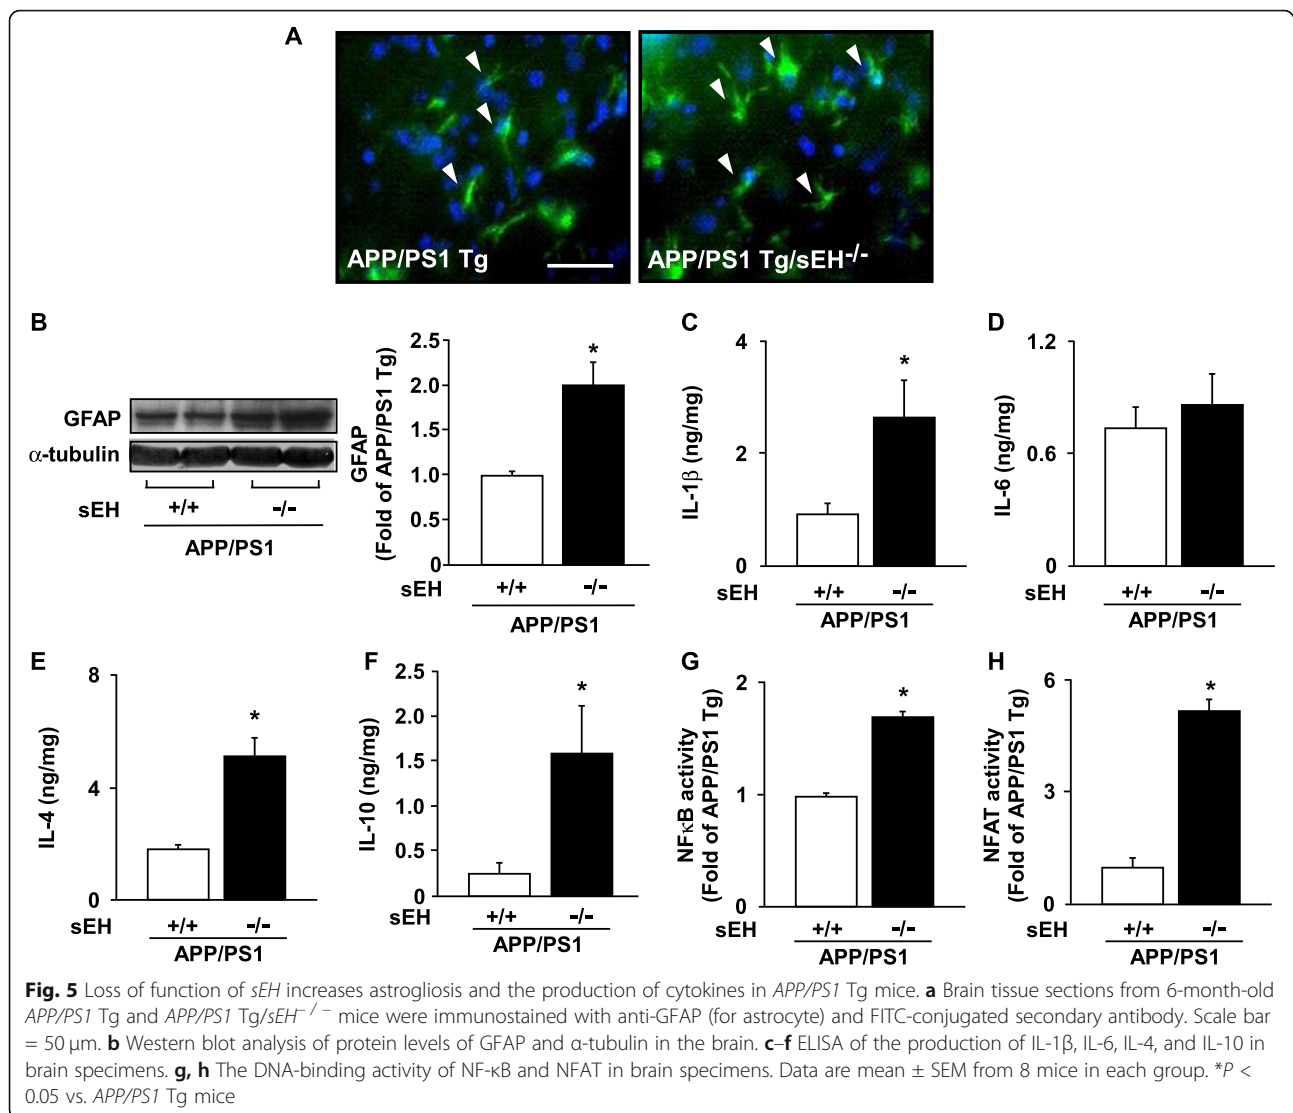 A
APP/PS1 Tg
APP/PS1 Tg/sEH-/-
B
GFAP
α-tubulin
sEH
+/+
-/-
APP/PS1
GFAP
(Fold of APP/PS1 Tg)
2.5
2.0
1.5
1.0
0.5
0
*
sEH
+/+
-/-
APP/PS1
C
IL-1β (ng/mg)
4
2
0
*
sEH
+/+
-/-
APP/PS1
D
IL-6 (ng/mg)
1.2
0.6
0
sEH
+/+
-/-
APP/PS1
E
IL-4 (ng/mg)
8
4
0
*
sEH
+/+
-/-
APP/PS1
F
IL-10 (ng/mg)
2.5
2.0
1.5
1.0
0.5
0
*
sEH
+/+
-/-
APP/PS1
G
NFκB activity
(Fold of APP/PS1 Tg)
2
1
0
*
sEH
+/+
-/-
APP/PS1
H
NFAT activity
(Fold of APP/PS1 Tg)
6
3
0
*
sEH
+/+
-/-
APP/PS1
Fig. 5 Loss of function of sEH increases astrogliosis and the production of cytokines in APP/PS1 Tg mice. a Brain tissue sections from 6-month-old
APP/PS1 Tg and APP/PS1 Tg/sEH−/− mice were immunostained with anti-GFAP (for astrocyte) and FITC-conjugated secondary antibody. Scale bar
= 50 μm. b Western blot analysis of protein levels of GFAP and α-tubulin in the brain. c–f ELISA of the production of IL-1β, IL-6, IL-4, and IL-10 in
brain specimens. g, h The DNA-binding activity of NF-κB and NFAT in brain specimens. Data are mean ± SEM from 8 mice in each group. *P <
0.05 vs. APP/PS1 Tg mice